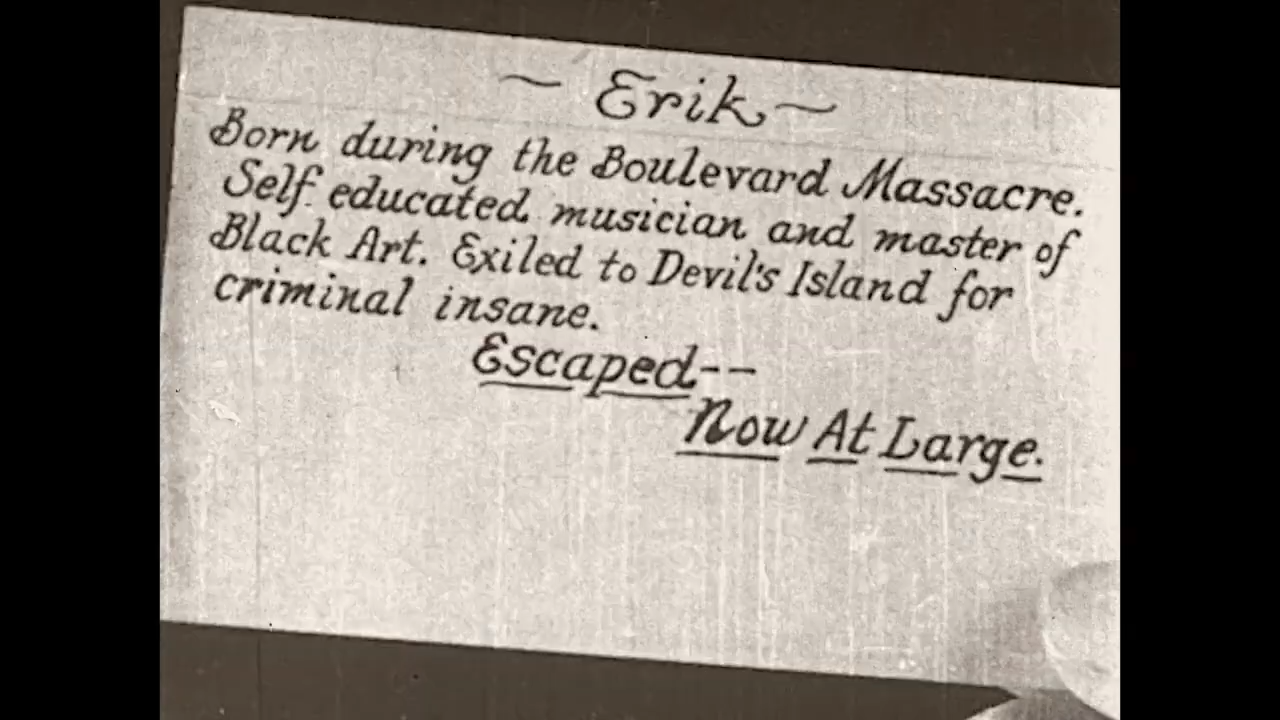 ~ Erik ~
Born during the Boulevard Massacre.
Self educated musician and master of
Black Art. Exiled to Devil's Island for
criminal insane.
Escaped--
Now At Large.